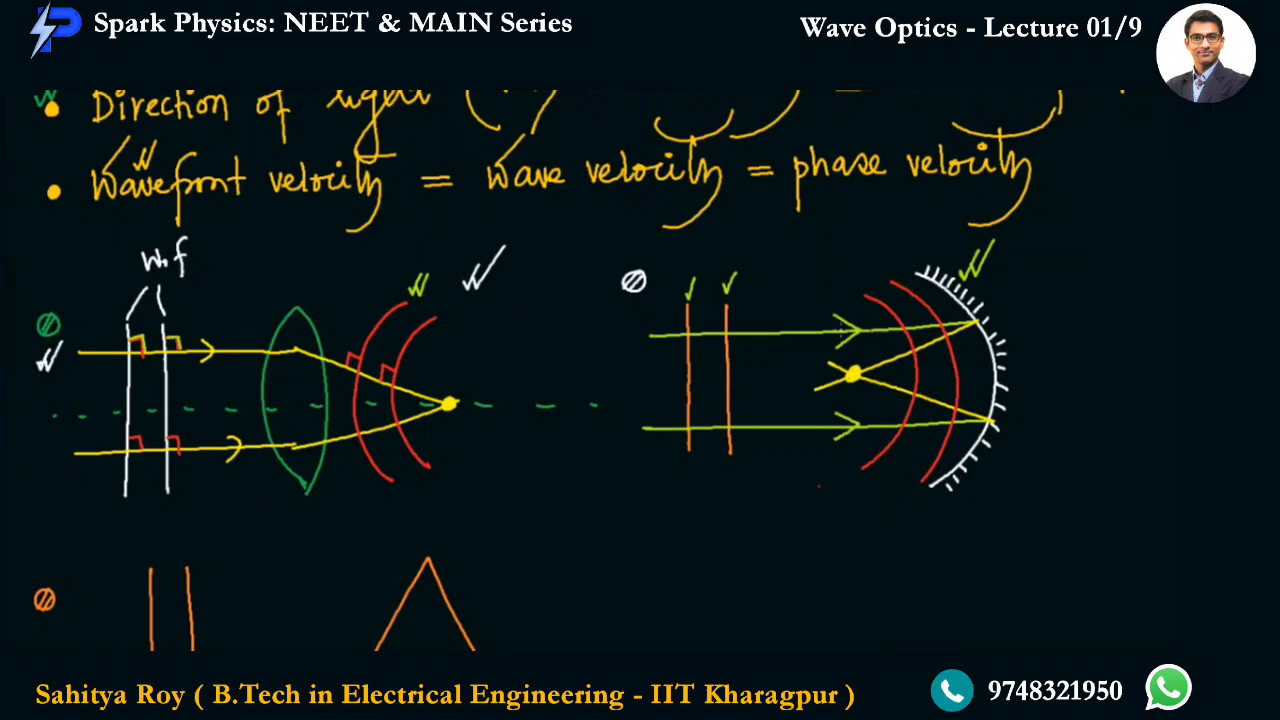 Spark Physics: NEET & MAIN Series
Wave Optics - Lecture 01/9
Direction of light
Wavefront velocity = Wave velocity = phase velocity
W.f
Sahitya Roy ( B.Tech in Electrical Engineering - IIT Kharagpur )
9748321950